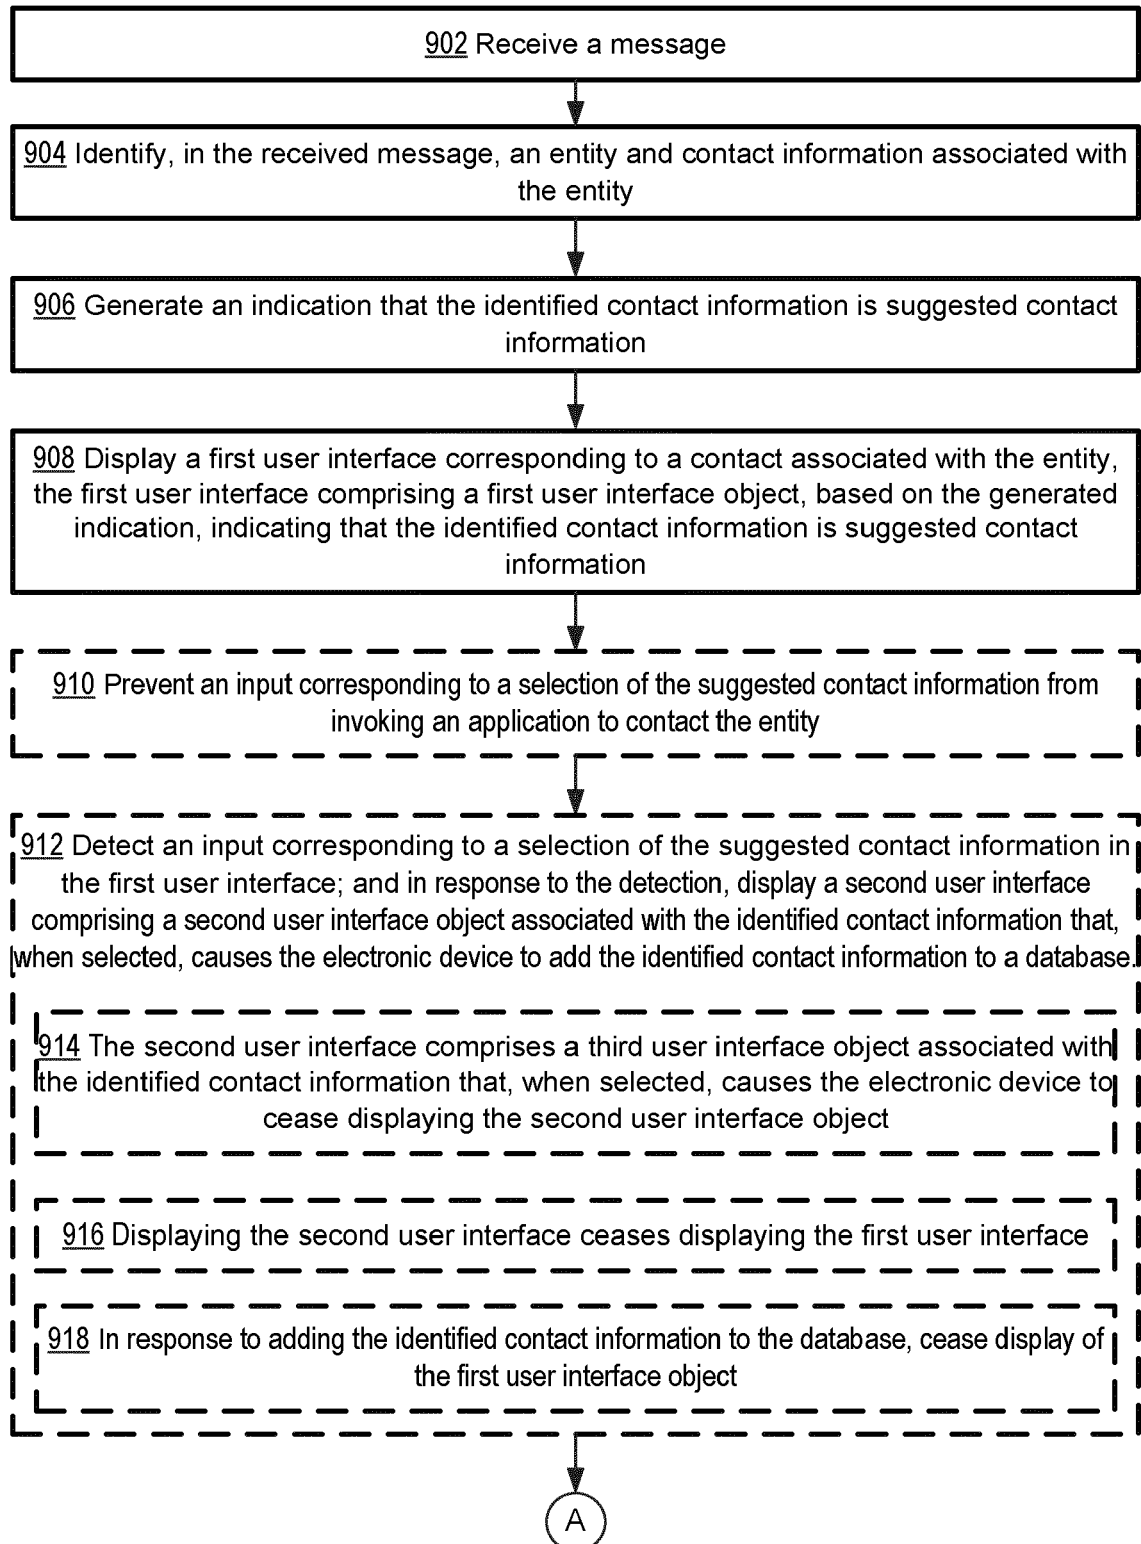 902 Receive a message
904 Identify, in the received message, an entity and contact information associated with
the entity
906 Generate an indication that the identified contact information is suggested contact
information
908 Display a first user interface corresponding to a contact associated with the entity,
the first user interface comprising a first user interface object, based on the generated
indication, indicating that the identified contact information is suggested contact
information
910 Prevent an input corresponding to a selection of the suggested contact information from
invoking an application to contact the entity
912 Detect an input corresponding to a selection of the suggested contact information in
the first user interface; and in response to the detection, display a second user interface
comprising a second user interface object associated with the identified contact information that,
when selected, causes the electronic device to add the identified contact information to a database.
914 The second user interface comprises a third user interface object associated with
the identified contact information that, when selected, causes the electronic device to
cease displaying the second user interface object
916 Displaying the second user interface ceases displaying the first user interface
918 In response to adding the identified contact information to the database, cease display of
the first user interface object
A